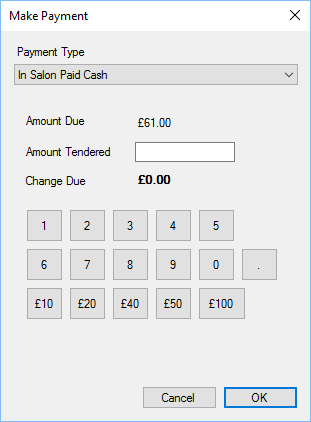 Make Payment
Payment Type
In Salon Paid Cash
Amount Due £61.00
Amount Tendered
Change Due £0.00
1 2 3 4 5
6 7 8 9 0 .
£10 £20 £40 £50 £100
Cancel OK